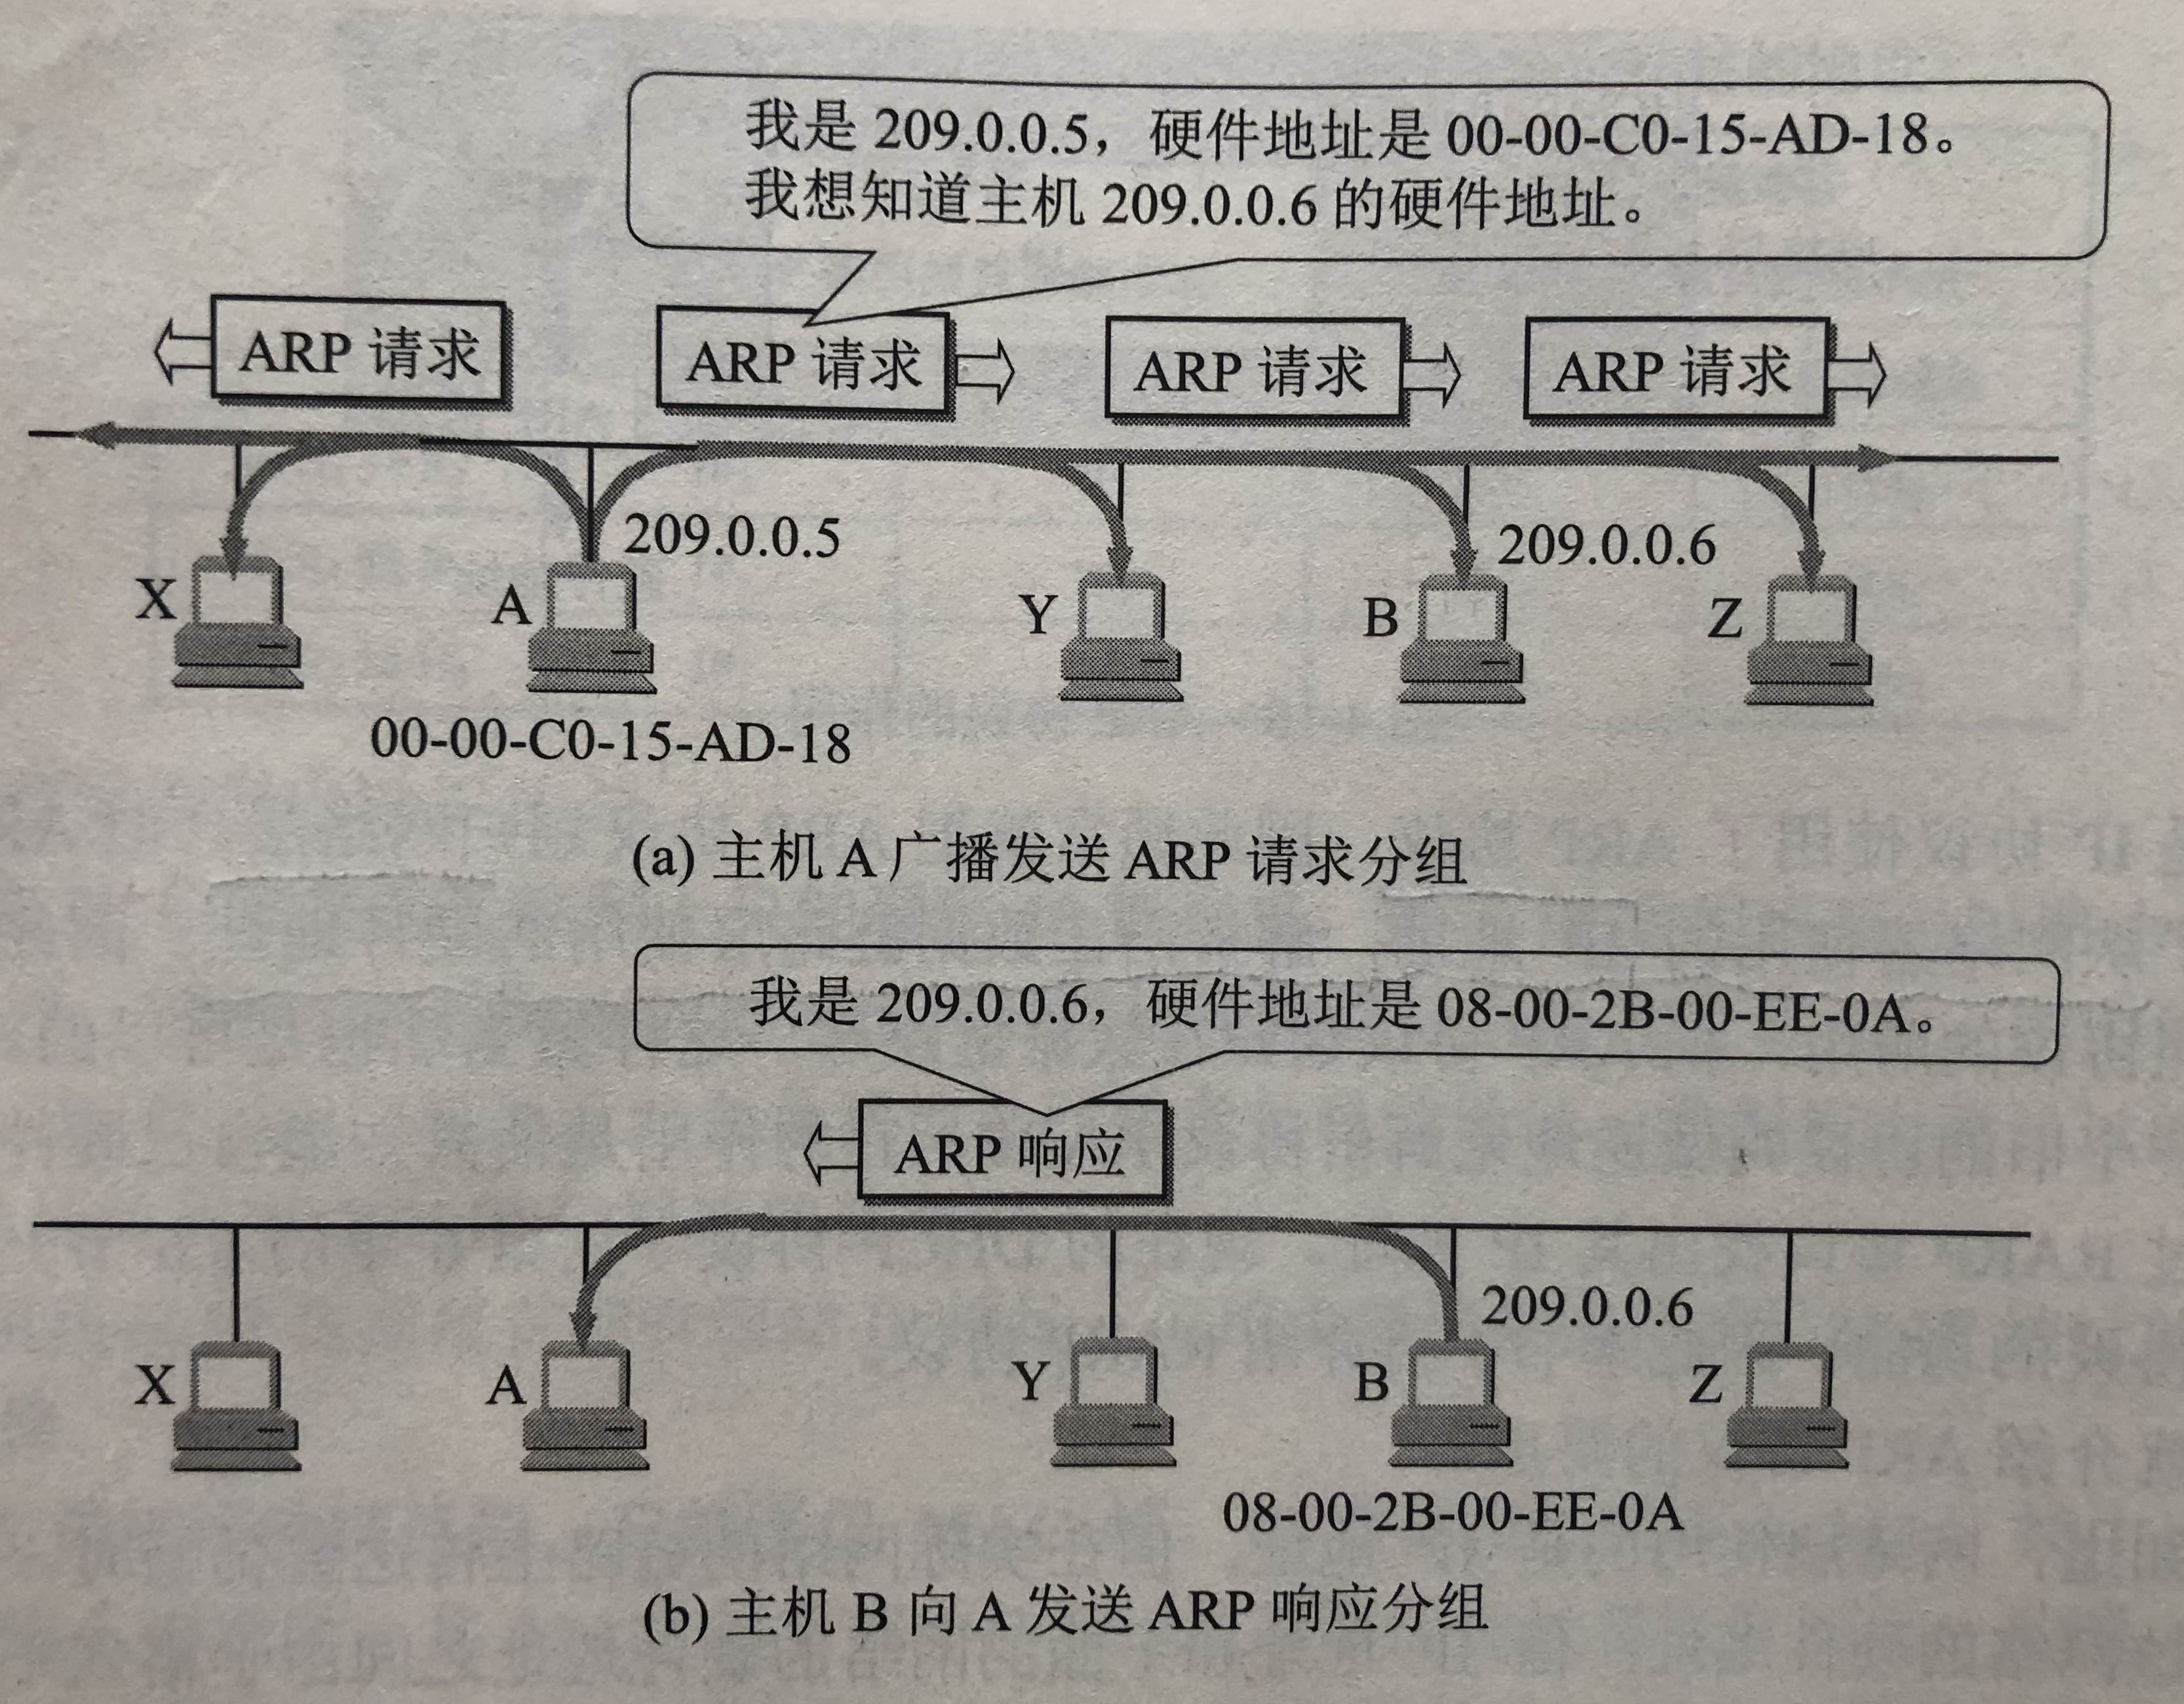 我是 209.0.0.5，硬件地址是 00-00-C0-15-AD-18。
我想知道主机 209.0.0.6 的硬件地址。
ARP 请求
ARP 请求
ARP 请求
ARP 请求
209.0.0.5
209.0.0.6
X
A
Y
B
Z
00-00-C0-15-AD-18
(a) 主机 A 广播发送 ARP 请求分组
我是 209.0.0.6，硬件地址是 08-00-2B-00-EE-0A。
ARP 响应
209.0.0.6
X
A
Y
B
Z
08-00-2B-00-EE-0A
(b) 主机 B 向 A 发送 ARP 响应分组